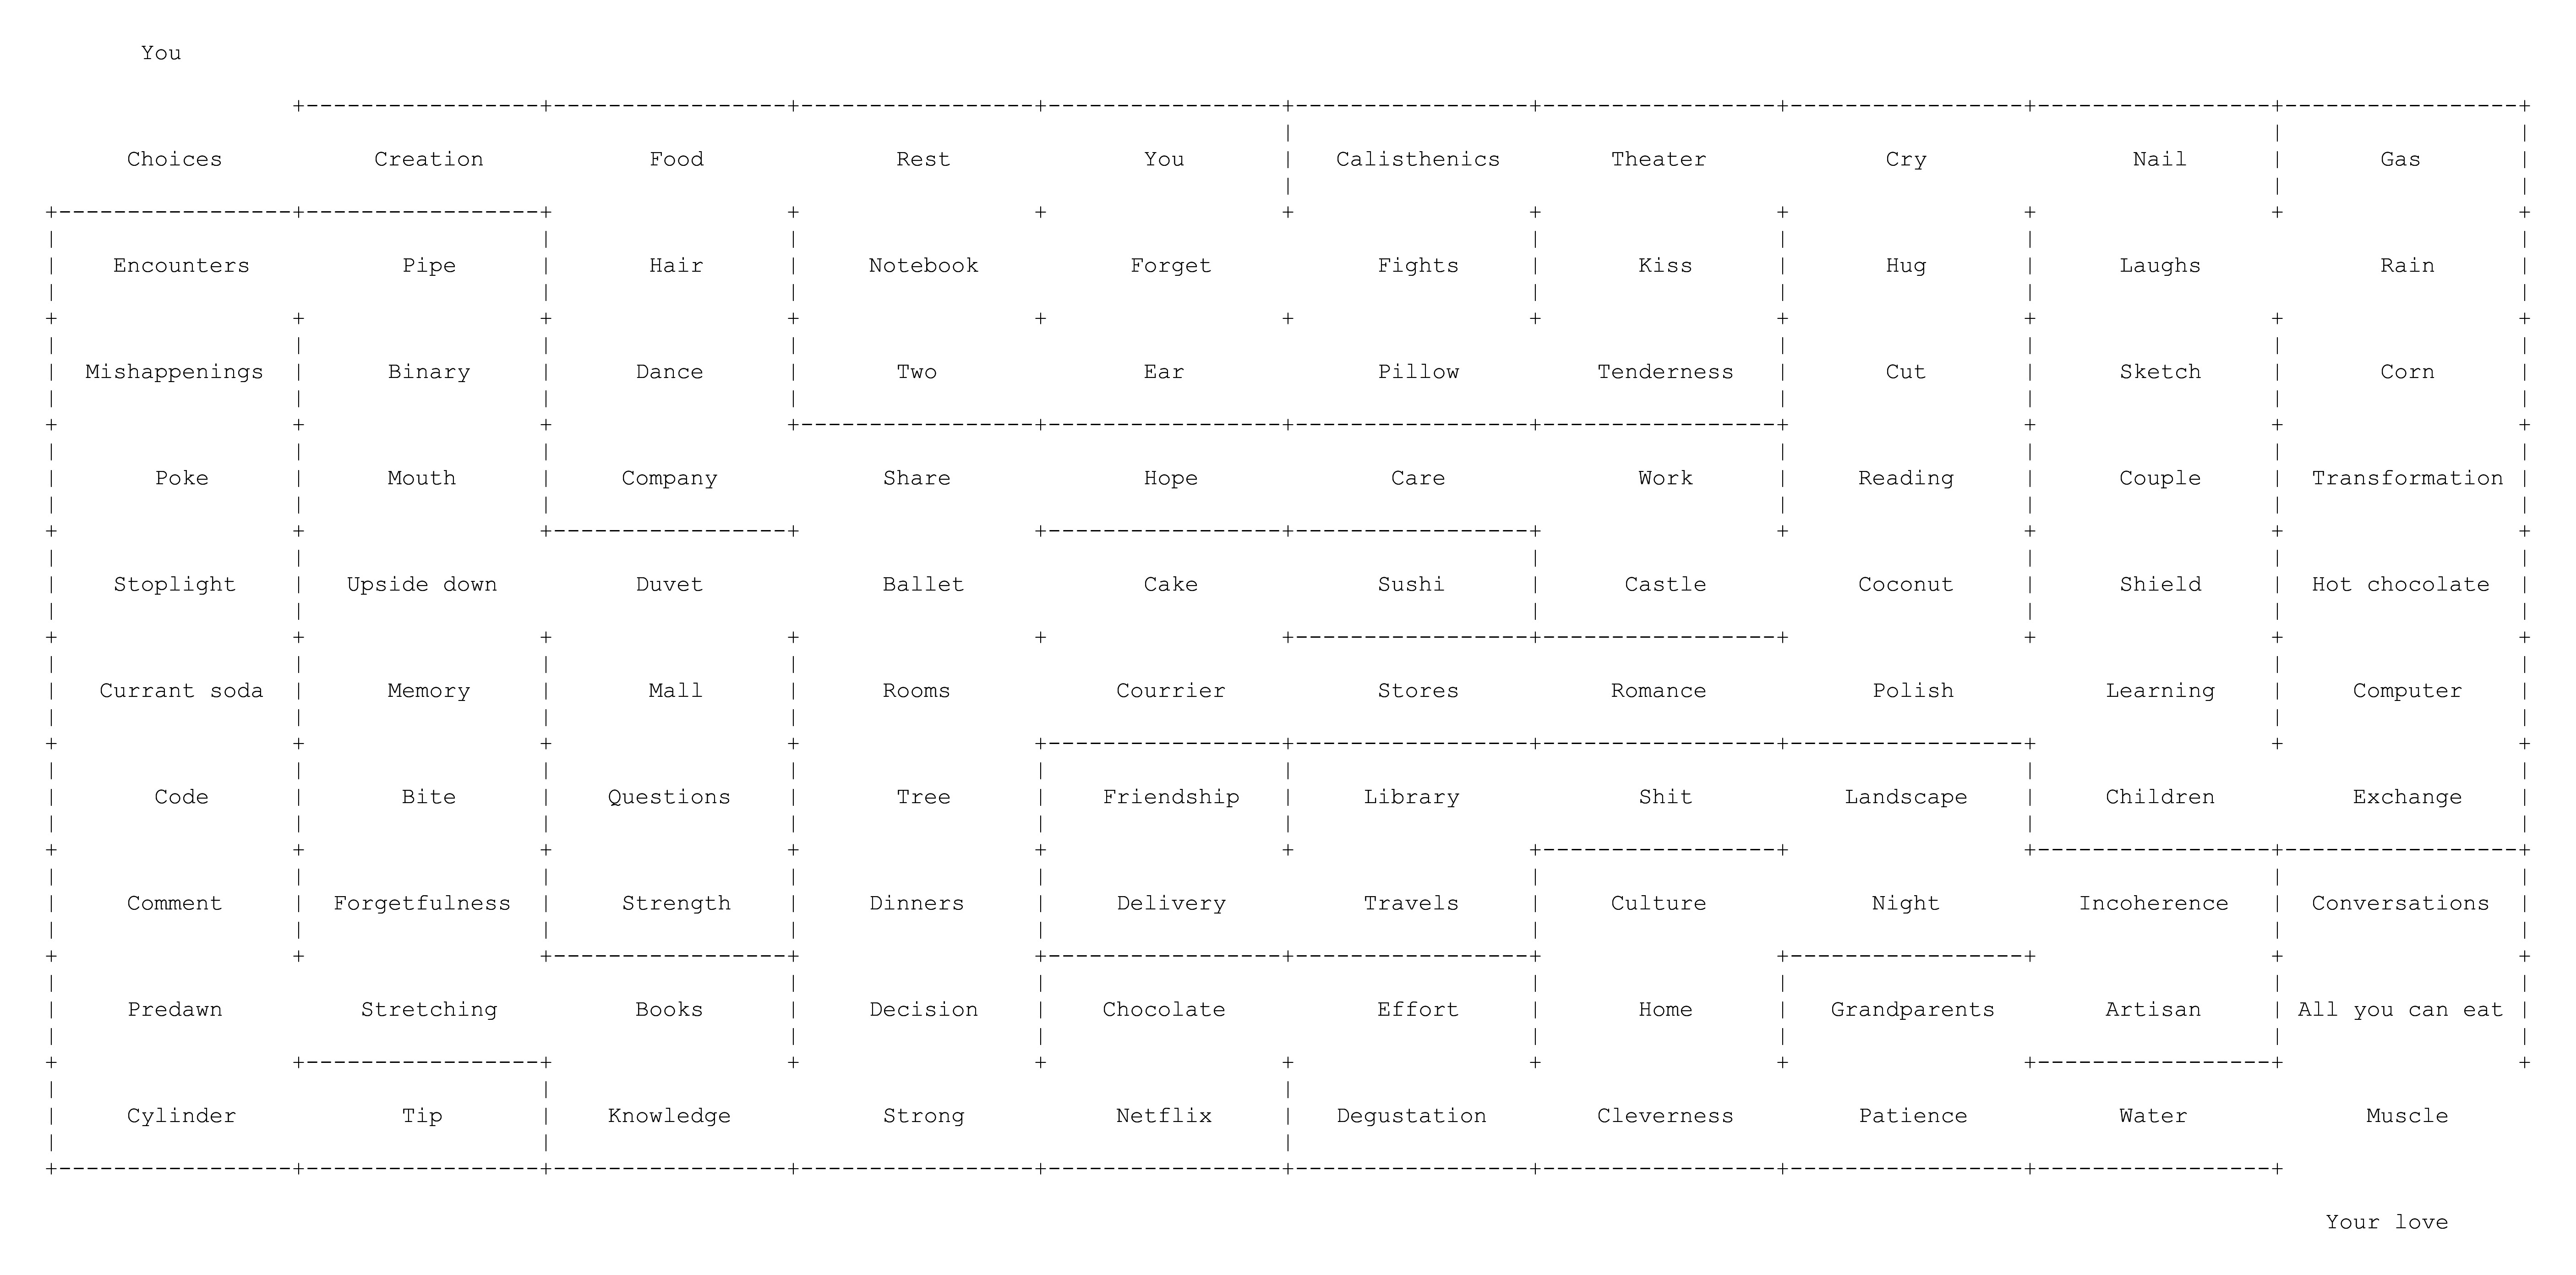 You
Choices Creation Food Rest You Calisthenics Theater Cry Nail Gas
Encounters Pipe Hair Notebook Forget Fights Kiss Hug Laughs Rain
Mishappenings Binary Dance Two Ear Pillow Tenderness Cut Sketch Corn
Poke Mouth Company Share Hope Care Work Reading Couple Transformation
Stoplight Upside down Duvet Ballet Cake Sushi Castle Coconut Shield Hot chocolate
Currant soda Memory Mall Rooms Courrier Stores Romance Polish Learning Computer
Code Bite Questions Tree Friendship Library Shit Landscape Children Exchange
Comment Forgetfulness Strength Dinners Delivery Travels Culture Night Incoherence Conversations
Predawn Stretching Books Decision Chocolate Effort Home Grandparents Artisan All you can eat
Cylinder Tip Knowledge Strong Netflix Degustation Cleverness Patience Water Muscle
Your love